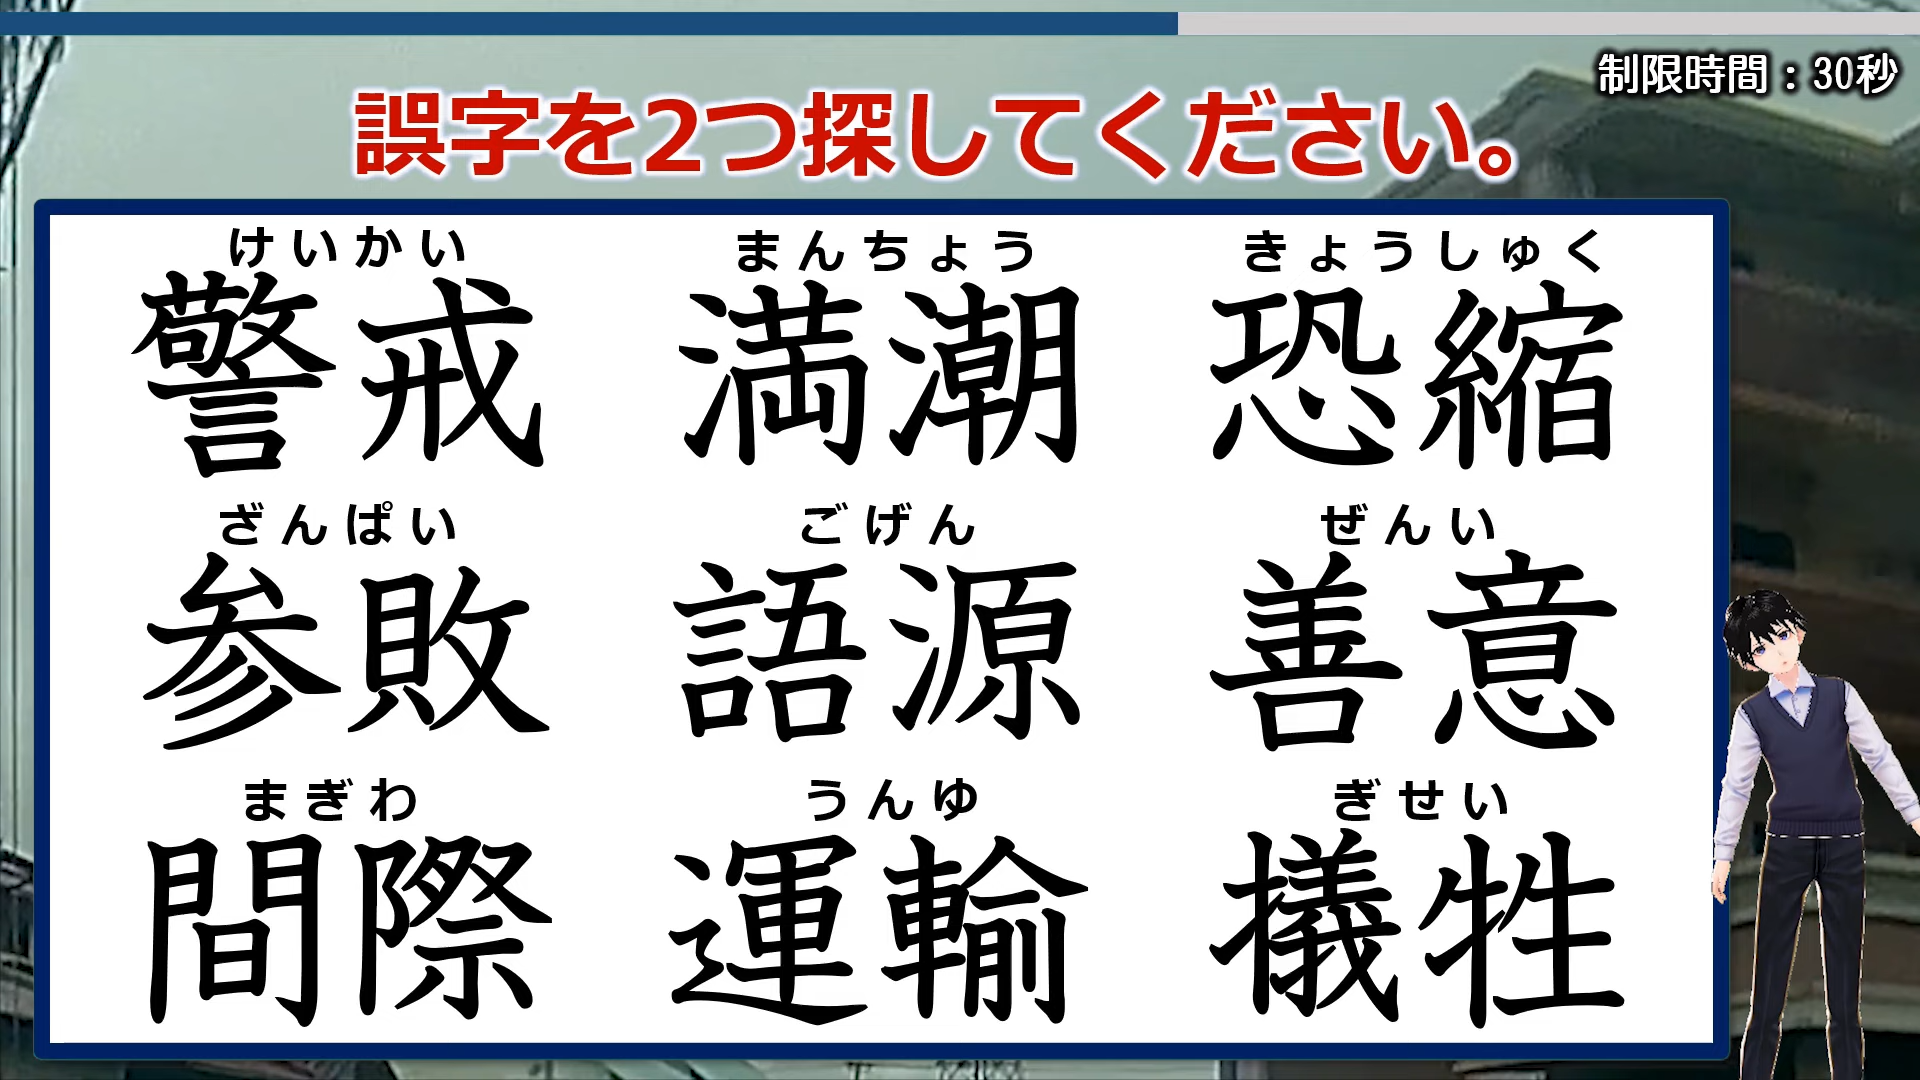 制限時間：30秒
誤字を2つ探してください。
けいかい まんちょう きょうしゅく
警戒 満潮 恐縮
ざんぱい ごげん ぜんい
参敗 語源 善意
まぎわ うんゆ ぎせい
間際 運輸 ⿰扌義牲